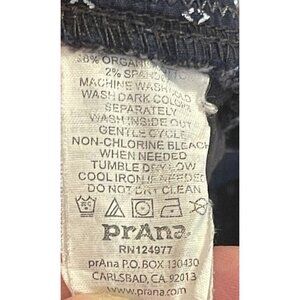 98% ORGANIC
2% SPANDEX
MACHINE WASH COLD
WASH DARK COLORS
SEPARATELY
WASH INSIDE OUT
GENTLE CYCLE
NON-CHLORINE BLEACH
WHEN NEEDED
TUMBLE DRY LOW
COOL IRON IF NEEDED
DO NOT DRY CLEAN
prAna
RN124977
prAna P.O. BOX 130430
CARLSBAD, CA 92013
www.prana.com